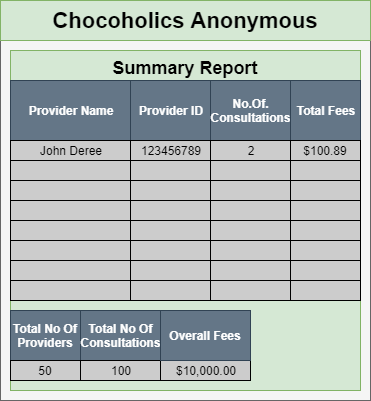 Chocoholics Anonymous
Summary Report
Provider Name Provider ID No.Of. Consultations Total Fees
John Deree 123456789 2 $100.89
Total No Of Providers Total No Of Consultations Overall Fees
50 100 $10,000.00